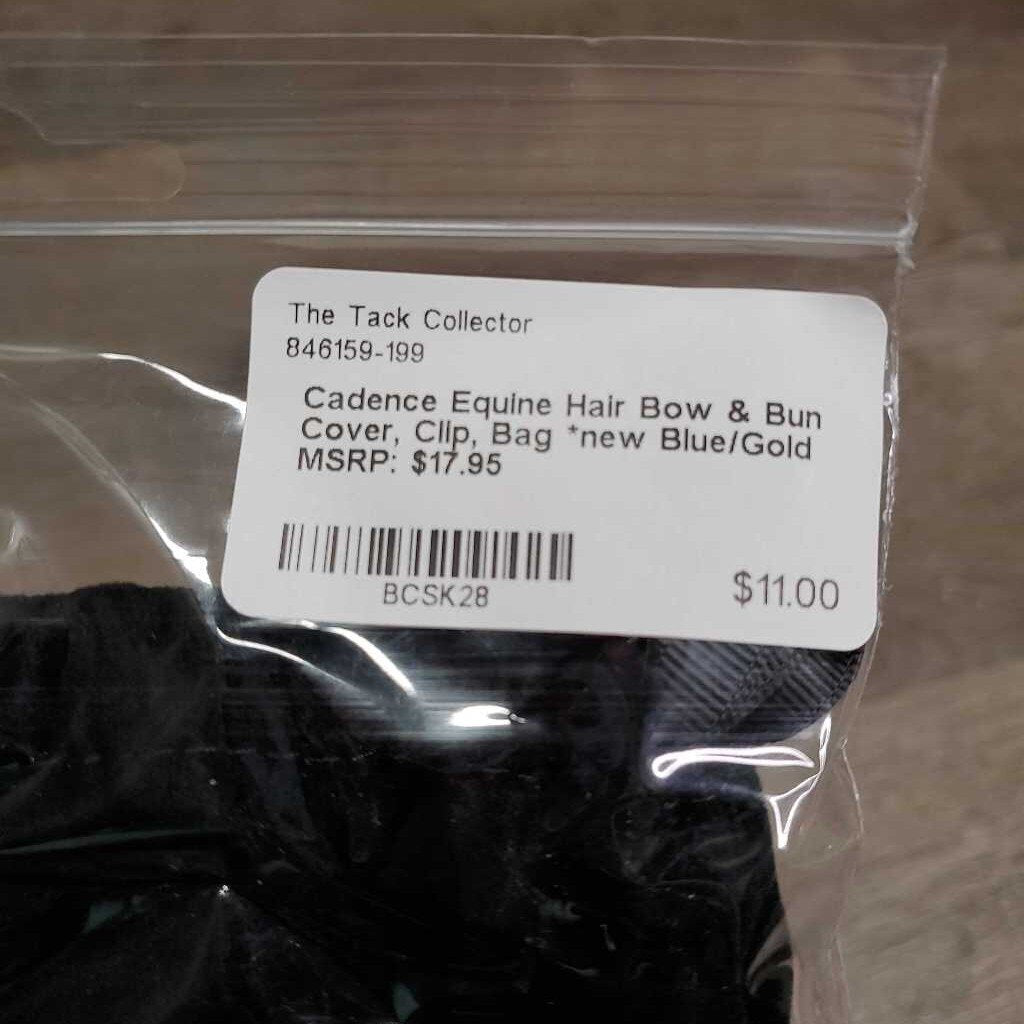 The Tack Collector
846159-199
Cadence Equine Hair Bow & Bun
Cover, Clip, Bag *new Blue/Gold
MSRP: $17.95
BCSK28
$11.00